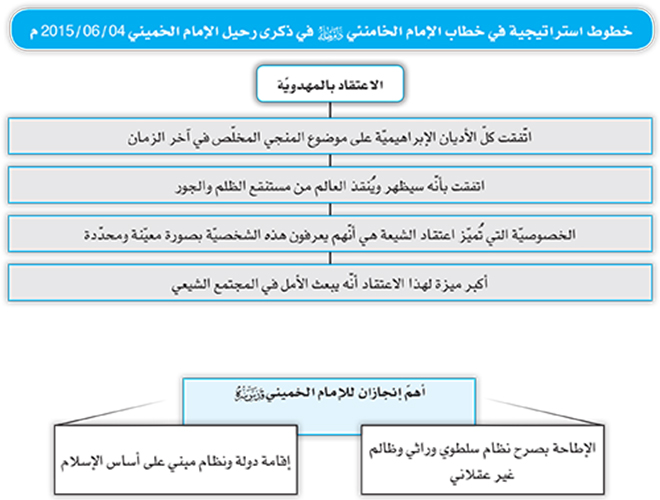 خطوط استراتيجية في خطاب الإمام الخامنئي في ذكرى رحيل الإمام الخميني 2015/06/04 م
الاعتقاد بالمهدويّة
اتّفقت كلّ الأديان الإبراهيميّة على موضوع المنجي المخلّص في آخر الزمان
اتفقت بأنّه سيظهر ويُنقذ العالم من مستنقع الظلم والجور
الخصوصيّة التي تُميّز اعتقاد الشيعة هي أنّهم يعرفون هذه الشخصيّة بصورة معيّنة ومحدّدة
أكبر ميزة لهذا الاعتقاد أنّه يبعث الأمل في المجتمع الشيعي
أهمّ إنجازان للإمام الخميني
الإطاحة بصرح نظام سلطوي وراثي وظالم
غير عقلاني
إقامة دولة ونظام مبني على أساس الإسلام